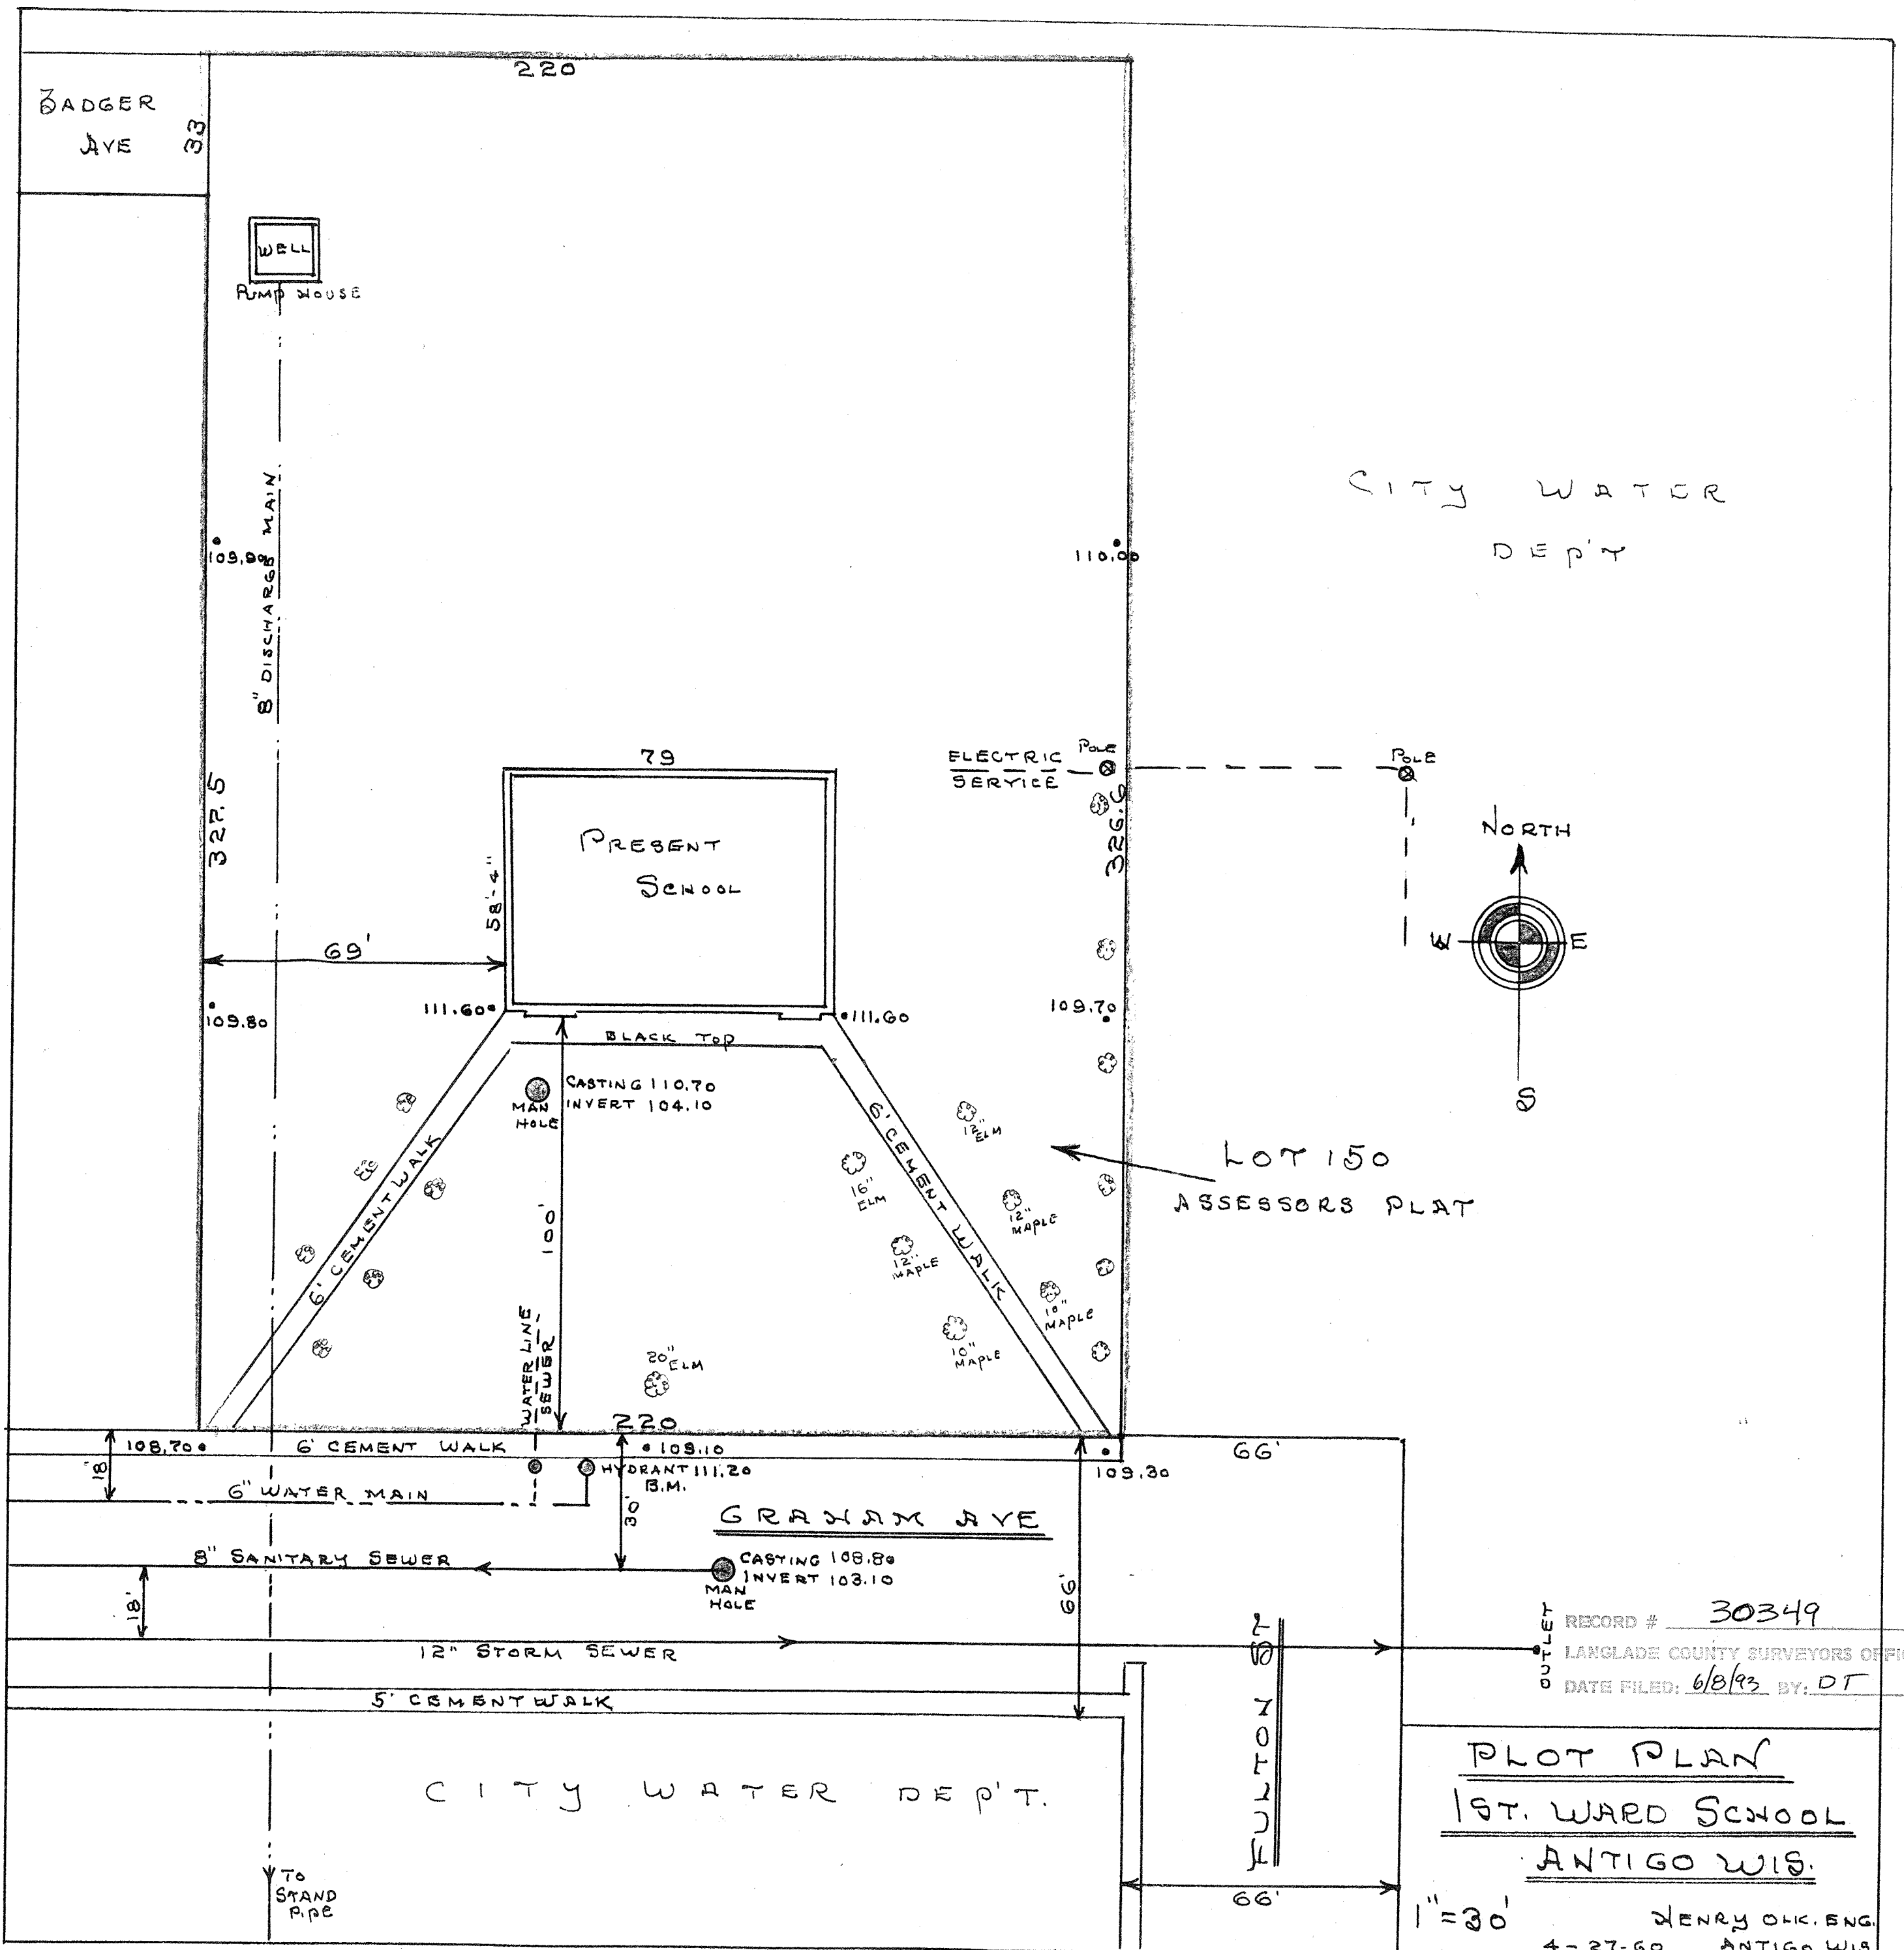 220
BADGER
AVE
33
WELL
PUMP HOUSE
8" DISCHARGE MAIN
CITY WATER
DEP'T
109.90
110.00
79
ELECTRIC
SERVICE
POLE
POLE
327.5
326.6
PRESENT
SCHOOL
58'-4"
NORTH
W
E
S
69'
109.80
111.60
111.60
109.70
BLACK TOP
CASTING 110.70
INVERT 104.10
MAN
HOLE
6' CEMENT WALK
6' CEMENT WALK
12"
ELM
16"
ELM
12"
MAPLE
12"
MAPLE
10"
MAPLE
10"
MAPLE
LOT 150
ASSESSORS PLAT
100'
WATER LINE
SEWER
20"
ELM
220
108.70
6' CEMENT WALK
109.10
109.30
66'
18'
HYDRANT 111.20
B.M.
6" WATER MAIN
30'
GRAHAM AVE
8" SANITARY SEWER
CASTING 108.80
INVERT 103.10
MAN
HOLE
18'
66'
12" STORM SEWER
5' CEMENT WALK
FULTON ST
OUTLET
RECORD # 30349
LANGLADE COUNTY SURVEYORS OFFIC
DATE FILED: 6/8/93 BY: DT
CITY WATER DEP'T.
TO
STAND
PIPE
66'
PLOT PLAN
1ST. WARD SCHOOL
ANTIGO WIS.
1"=30'
HENRY OLK. ENG.
4-27-60 ANTIGO WIS